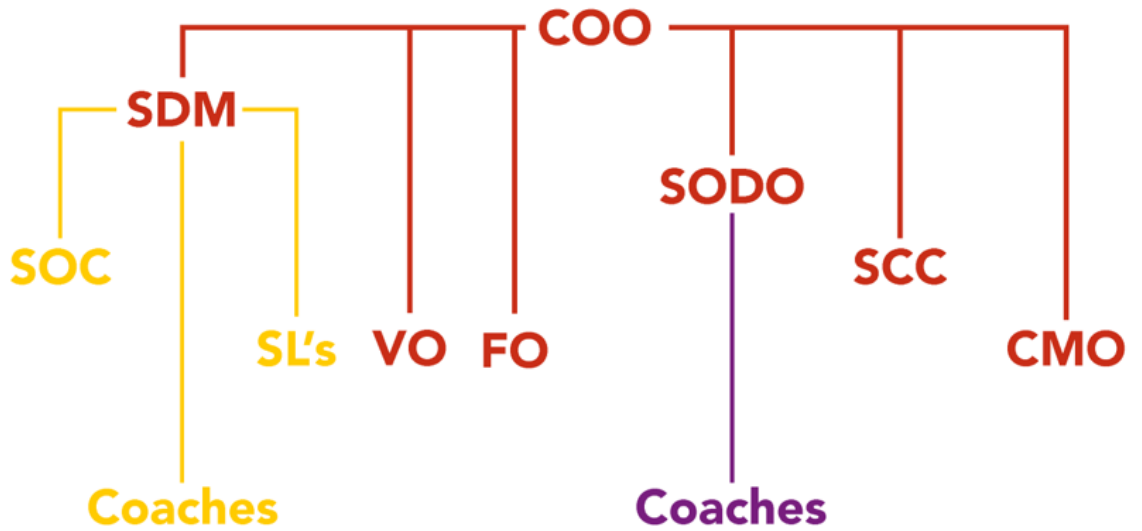 COO
SDM
SODO
SOC
SCC
SL’s
VO
FO
CMO
Coaches
Coaches